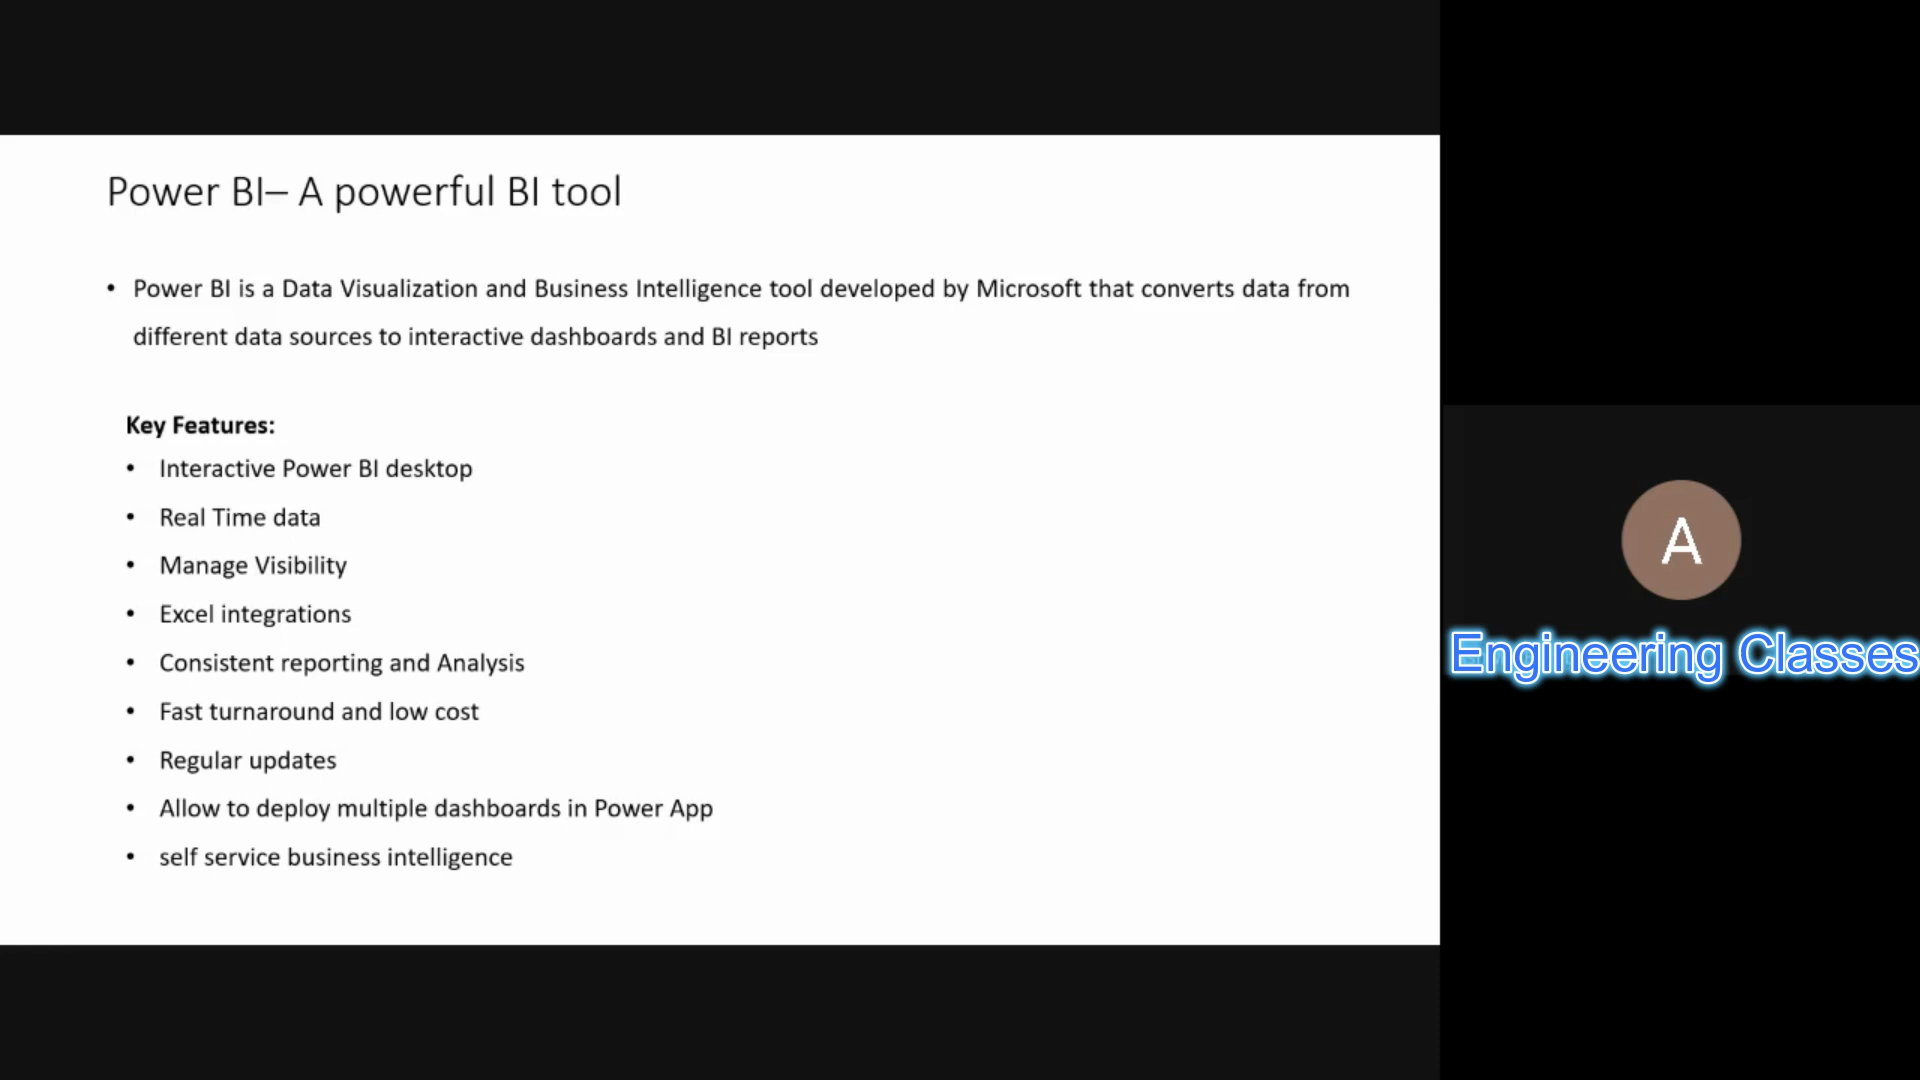 Power BI– A powerful BI tool
• Power BI is a Data Visualization and Business Intelligence tool developed by Microsoft that converts data from
different data sources to interactive dashboards and BI reports
Key Features:
• Interactive Power BI desktop
• Real Time data
• Manage Visibility
• Excel integrations
• Consistent reporting and Analysis
• Fast turnaround and low cost
• Regular updates
• Allow to deploy multiple dashboards in Power App
• self service business intelligence
A
Engineering Classes